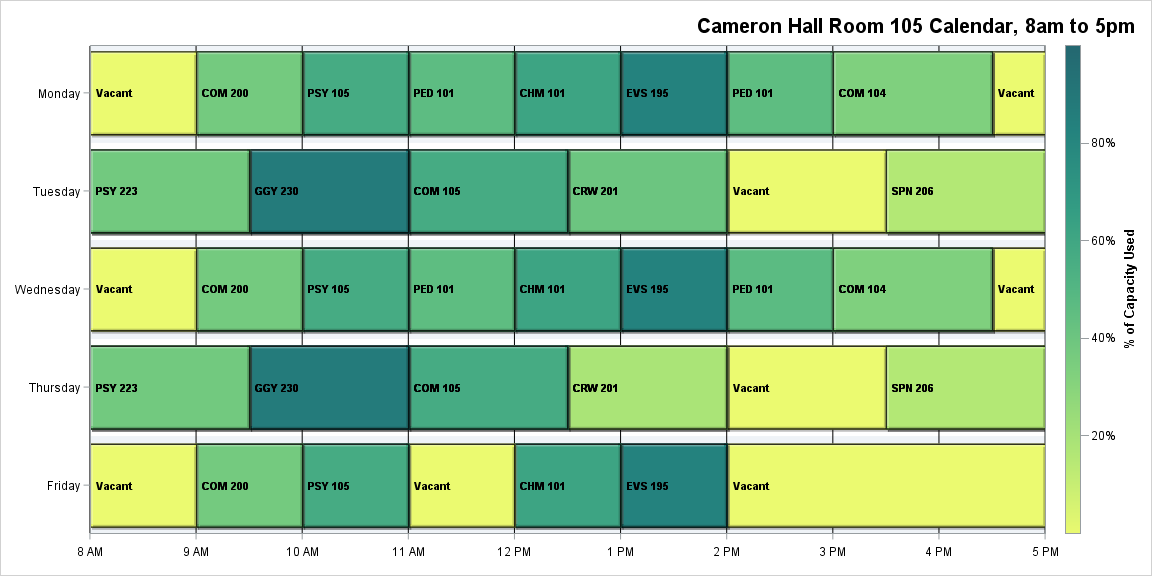 Cameron Hall Room 105 Calendar, 8am to 5pm
Monday Vacant COM 200 PSY 105 PED 101 CHM 101 EVS 195 PED 101 COM 104 Vacant
80%
Tuesday PSY 223 GGY 230 COM 105 CRW 201 Vacant SPN 206
60%
% of Capacity Used
Wednesday Vacant COM 200 PSY 105 PED 101 CHM 101 EVS 195 PED 101 COM 104 Vacant
40%
Thursday PSY 223 GGY 230 COM 105 CRW 201 Vacant SPN 206
20%
Friday Vacant COM 200 PSY 105 Vacant CHM 101 EVS 195 Vacant
8 AM 9 AM 10 AM 11 AM 12 PM 1 PM 2 PM 3 PM 4 PM 5 PM